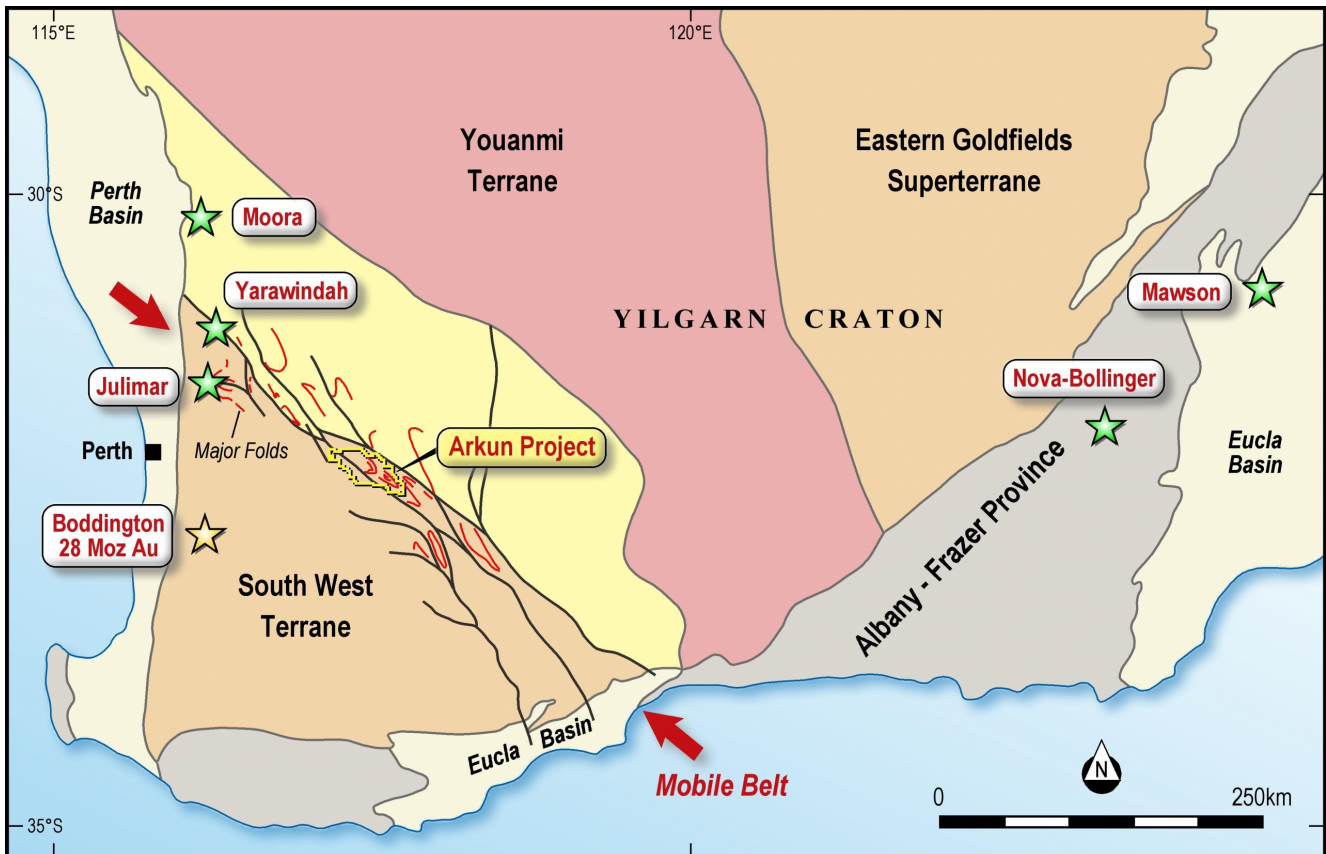 115°E
120°E
30°S
35°S
Perth
Basin
Moora
Yarawindah
Julimar
Perth
Major Folds
Arkun Project
Boddington
28 Moz Au
South West
Terrane
Youanmi
Terrane
Eastern Goldfields
Superterrane
YILGARN CRATON
Mawson
Nova-Bollinger
Eucla
Basin
Albany - Frazer Province
Eucla Basin
Mobile Belt
N
0 250km